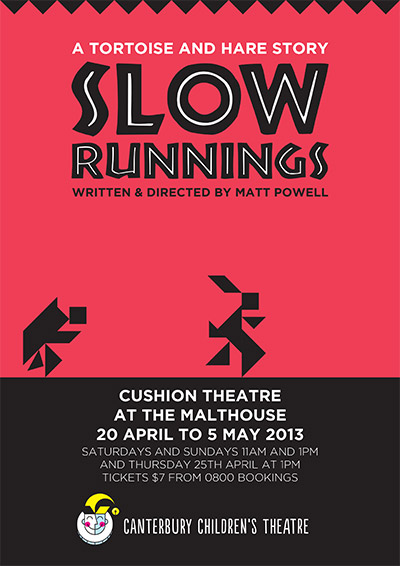 A TORTOISE AND HARE STORY
SLOW
RUNNINGS
WRITTEN & DIRECTED BY MATT POWELL
CUSHION THEATRE
AT THE MALTHOUSE
20 APRIL TO 5 MAY 2013
SATURDAYS AND SUNDAYS 11AM AND 1PM
AND THURSDAY 25TH APRIL AT 1PM
TICKETS $7 FROM 0800 BOOKINGS
CANTERBURY CHILDREN'S THEATRE